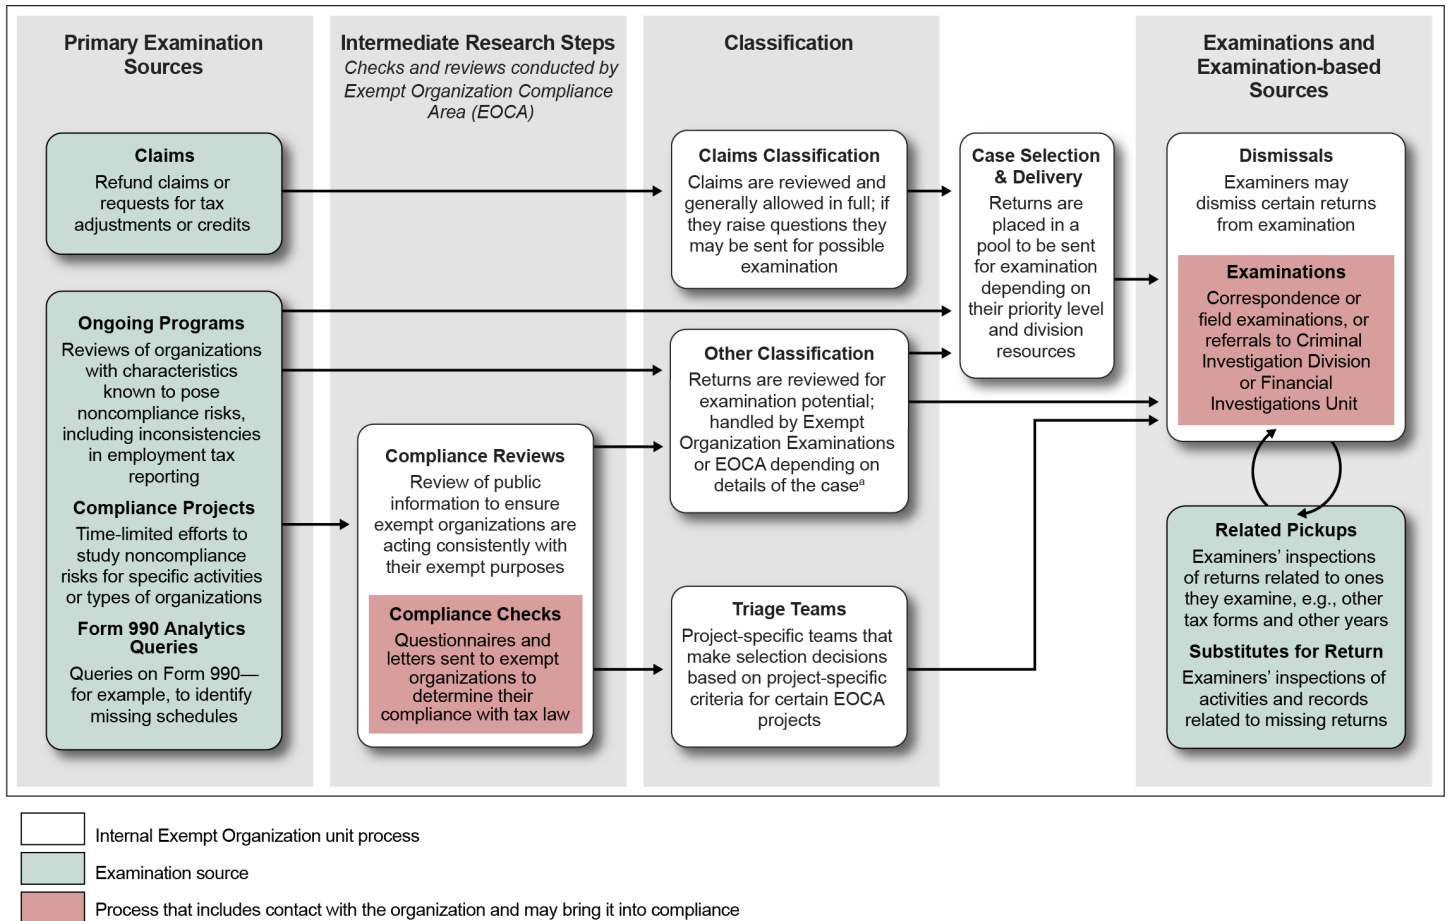 Primary Examination
Sources
Claims
Refund claims or
requests for tax
adjustments or credits
Ongoing Programs
Reviews of organizations
with characteristics
known to pose
noncompliance risks,
including inconsistencies
in employment tax
reporting
Compliance Projects
Time-limited efforts to
study noncompliance
risks for specific activities
or types of organizations
Form 990 Analytics
Queries
Queries on Form 990—
for example, to identify
missing schedules
Intermediate Research Steps
Checks and reviews conducted by
Exempt Organization Compliance
Area (EOCA)
Compliance Reviews
Review of public
information to ensure
exempt organizations are
acting consistently with
their exempt purposes
Compliance Checks
Questionnaires and
letters sent to exempt
organizations to
determine their
compliance with tax law
Classification
Claims Classification
Claims are reviewed and
generally allowed in full; if
they raise questions they
may be sent for possible
examination
Other Classification
Returns are reviewed for
examination potential;
handled by Exempt
Organization Examinations
or EOCA depending on
details of the caseᵃ
Triage Teams
Project-specific teams that
make selection decisions
based on project-specific
criteria for certain EOCA
projects
Case Selection
& Delivery
Returns are
placed in a
pool to be sent
for examination
depending on
their priority level
and division
resources
Examinations and
Examination-based
Sources
Dismissals
Examiners may
dismiss certain returns
from examination
Examinations
Correspondence or
field examinations, or
referrals to Criminal
Investigation Division
or Financial
Investigations Unit
Related Pickups
Examiners’ inspections
of returns related to ones
they examine, e.g., other
tax forms and other years
Substitutes for Return
Examiners’ inspections of
activities and records
related to missing returns
Internal Exempt Organization unit process
Examination source
Process that includes contact with the organization and may bring it into compliance